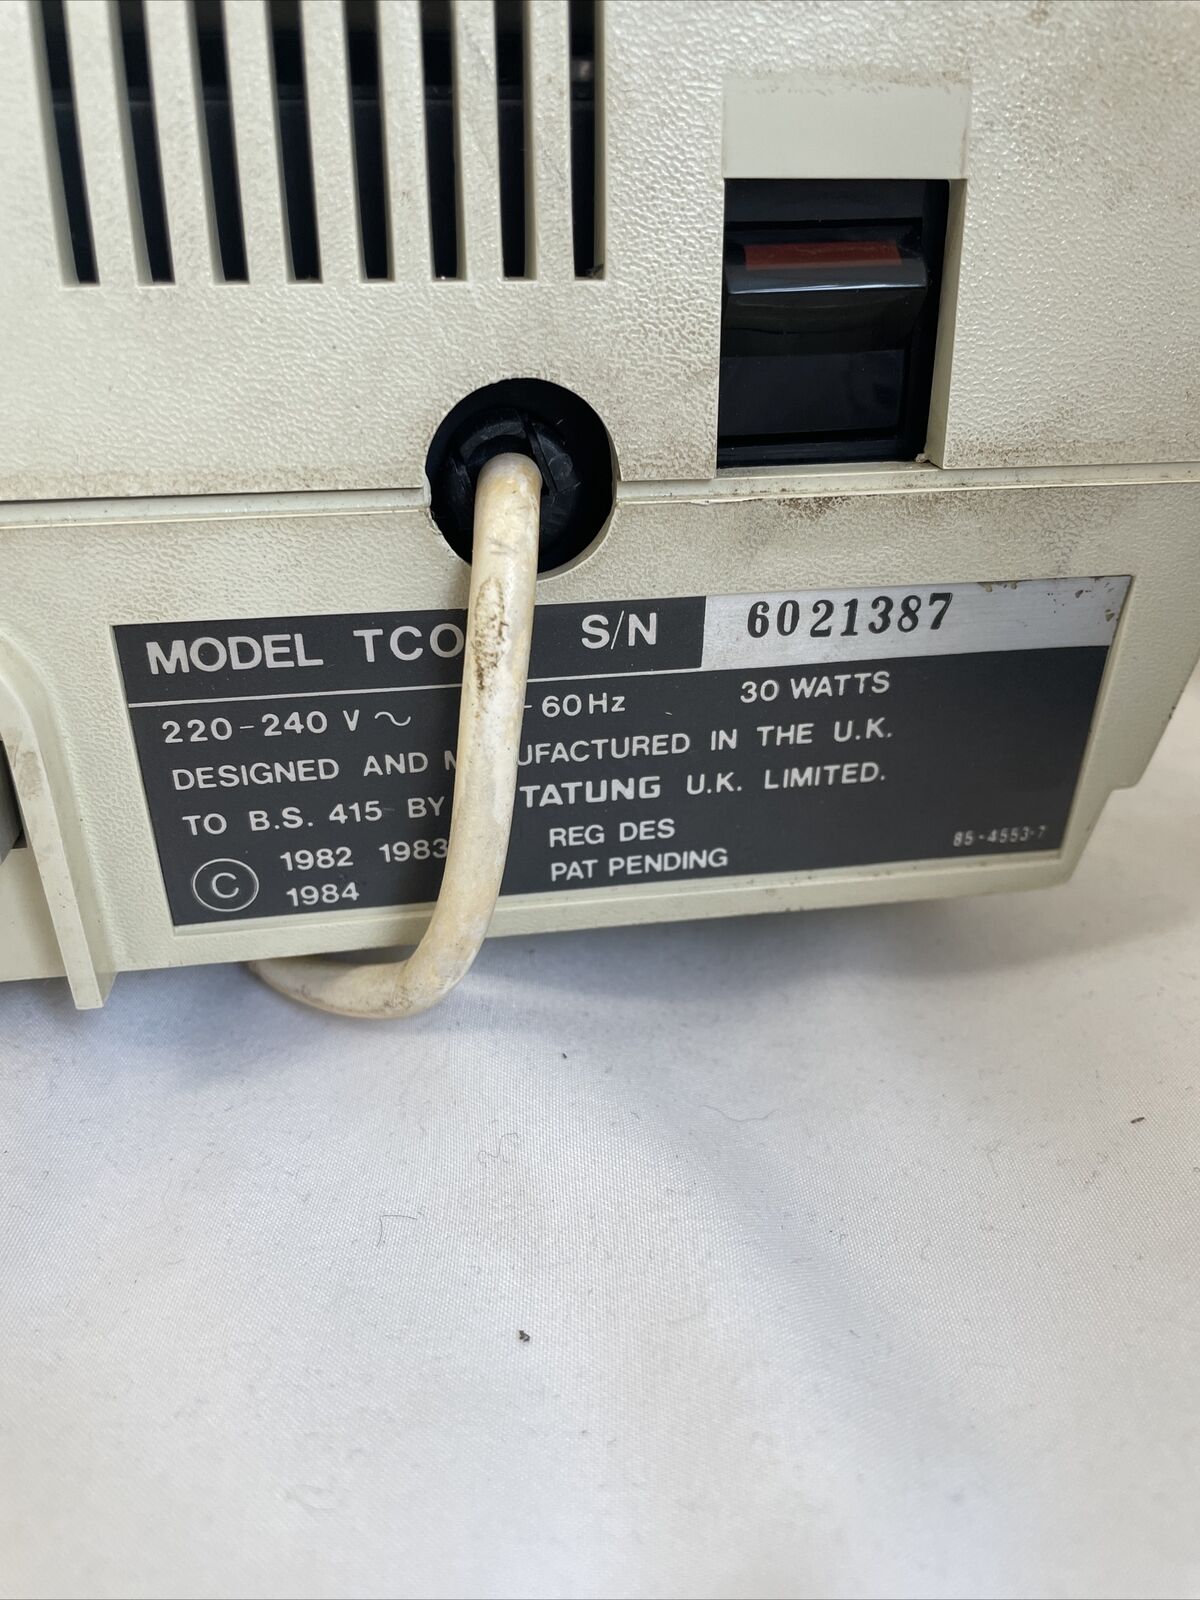 MODEL TCO S/N 6021387
220-240 V ~ - 60Hz 30 WATTS
DESIGNED AND M UFACTURED IN THE U.K.
TO B.S. 415 BY TATUNG U.K. LIMITED.
© 1982 1983 REG DES
1984 PAT PENDING
85-4553-7